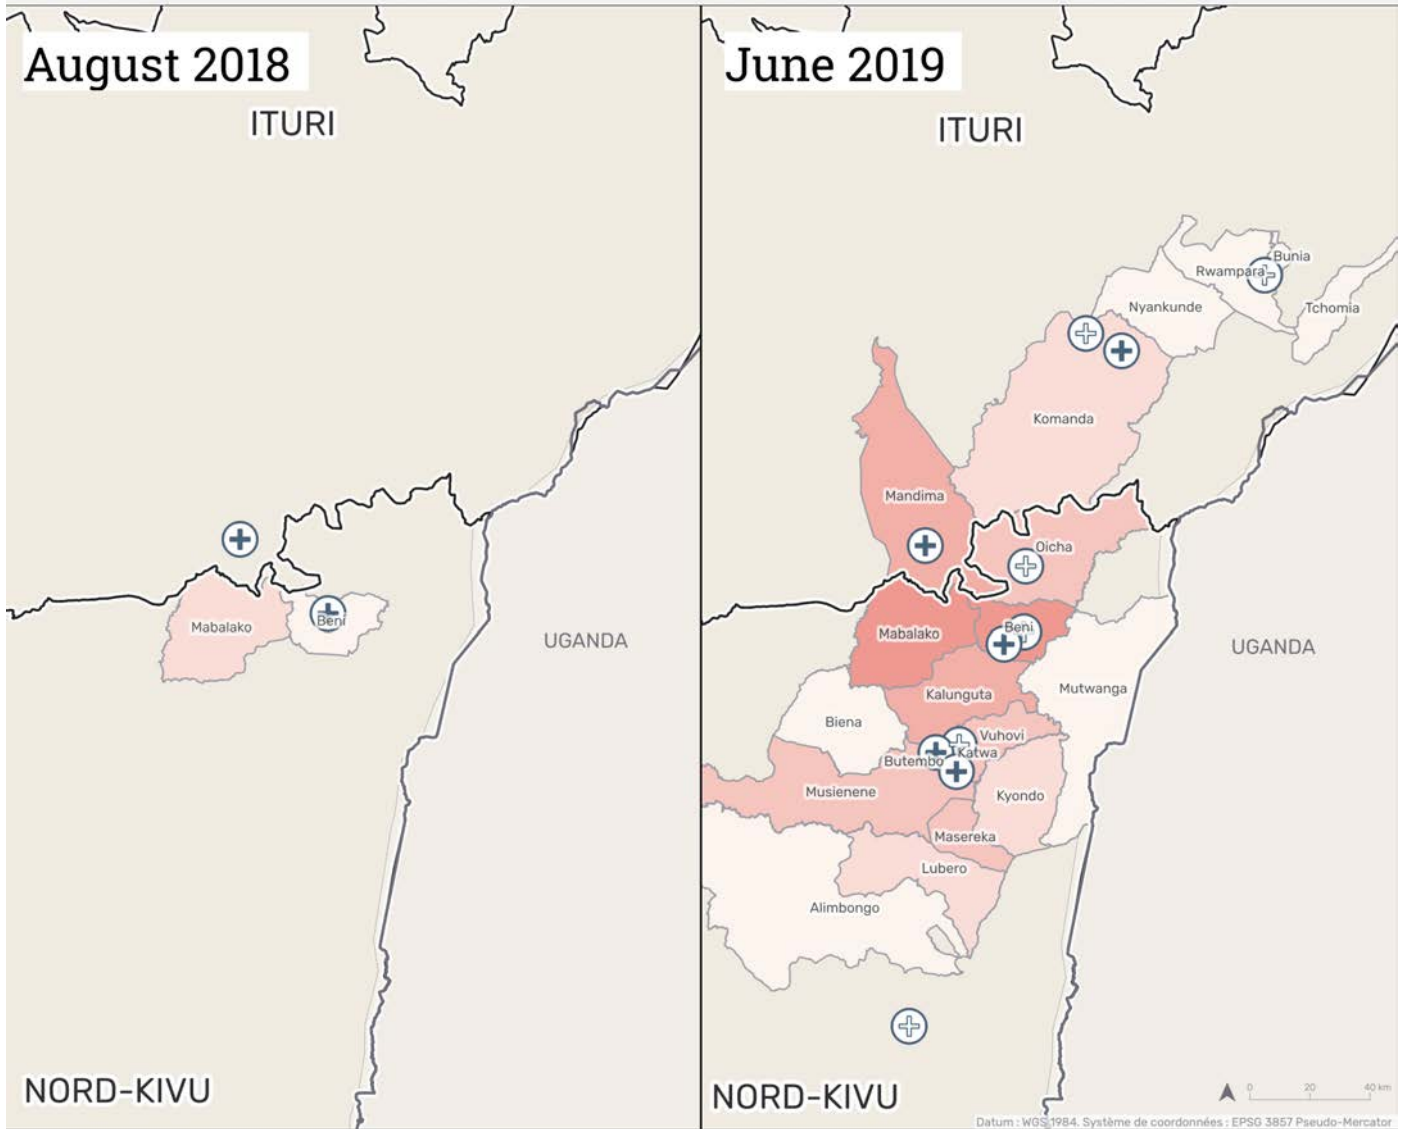 August 2018
ITURI
Mabalako
Beni
UGANDA
NORD-KIVU
June 2019
ITURI
Bunia
Rwampara
Nyankunde
Tchomia
Komanda
Mandima
Oicha
Beni
Mabalako
UGANDA
Mutwanga
Kalunguta
Biena
Vuhovi
Katwa
Butembo
Musienene
Kyondo
Masereka
Lubero
Alimbongo
NORD-KIVU
0 20 40 km
Datum : WGS 1984. Système de coordonnées : EPSG 3857 Pseudo-Mercator